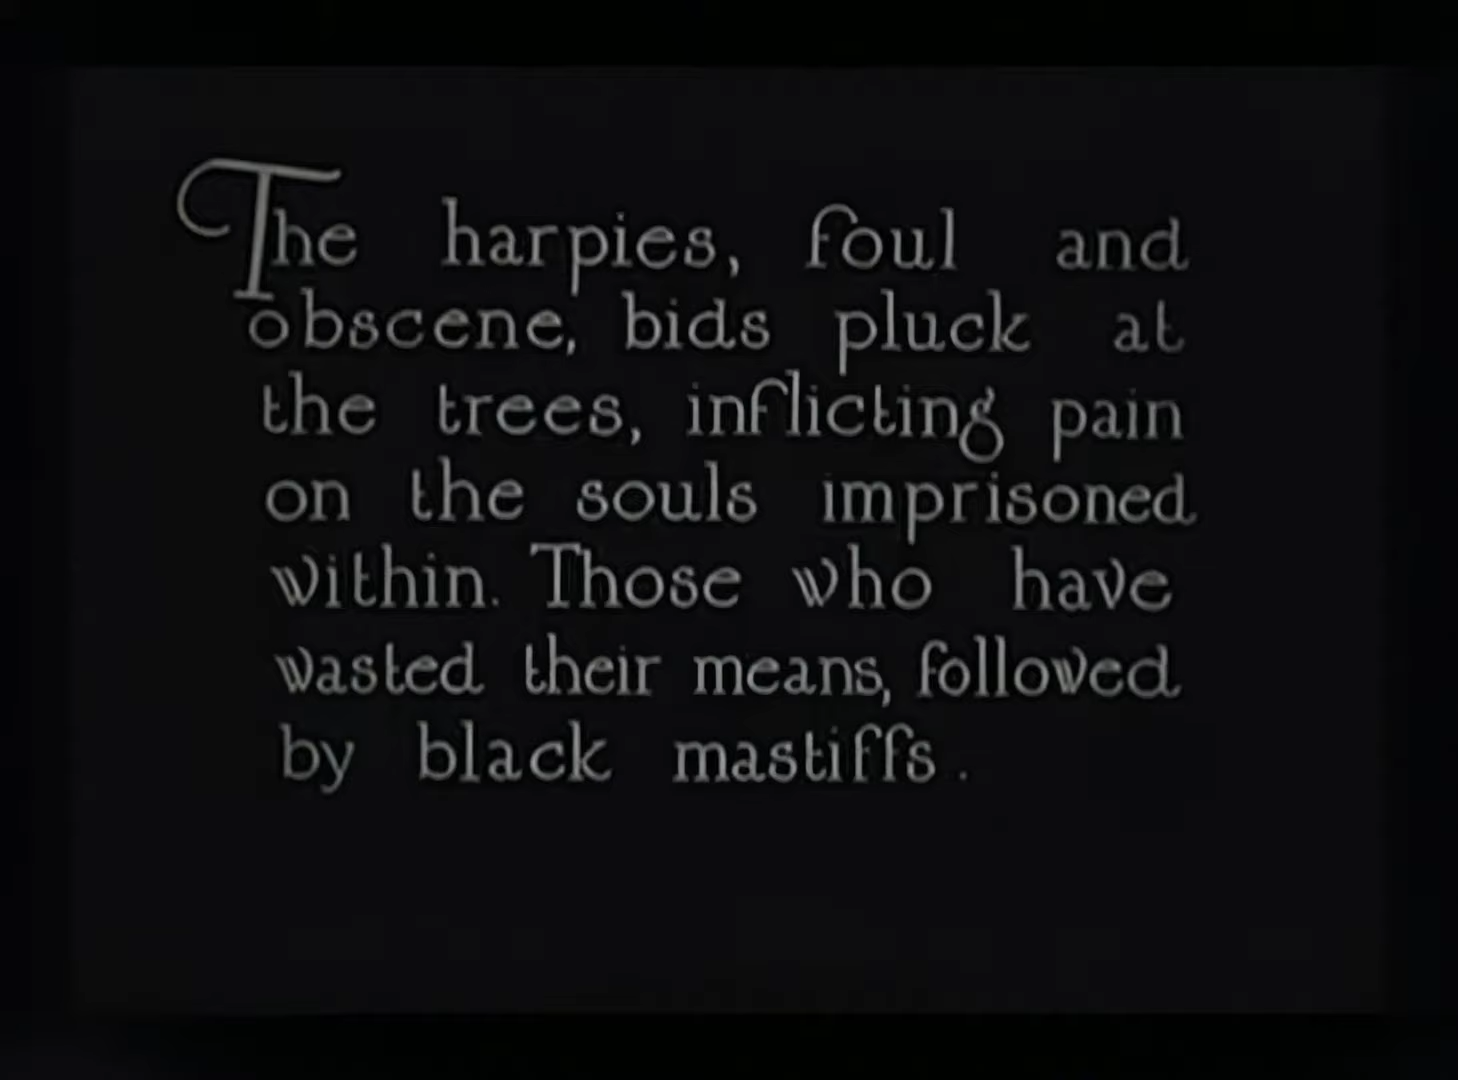 The harpies, foul and
obscene, bids pluck at
the trees, inflicting pain
on the souls imprisoned
within. Those who have
wasted their means, followed
by black mastiffs.